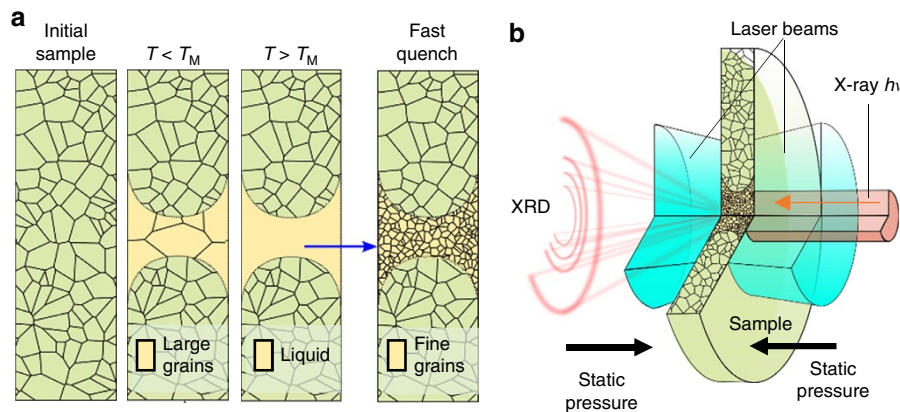 a
Initial
sample
T < TM
T > TM
Fast
quench
Large
grains
Liquid
Fine
grains
b
Laser beams
X-ray hν
XRD
Sample
Static
pressure
Static
pressure